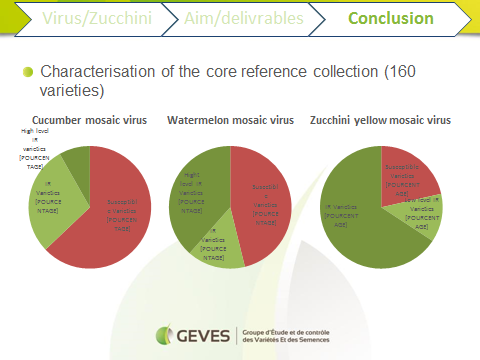 Virus/Zucchini
Aim/delivrables
Conclusion
Characterisation of the core reference collection (160
varieties)
Cucumber mosaic virus
Watermelon mosaic virus
Zucchini yellow mosaic virus
High level
IR
varieties
[POURCEN
TAGE]
IR
Varieties
[POURCE
NTAGE]
Susceptibl
e varieties
[POURCEN
TAGE]
Hight
level IR
Varieties
[POURCE
NTAGE]
IR
Varieties
[POURCE
NTAGE]
Susceptibl
e
Varieties
[POURCE
NTAGE]
Susceptible
Varieties
[POURCENT
AGE]
Low level IR
Varieties
[POURCENT
AGE]
IR Varieties
[POURCENT
AGE]
GEVES
Groupe d'Étude et de contrôle
des Variétés Et des Semences